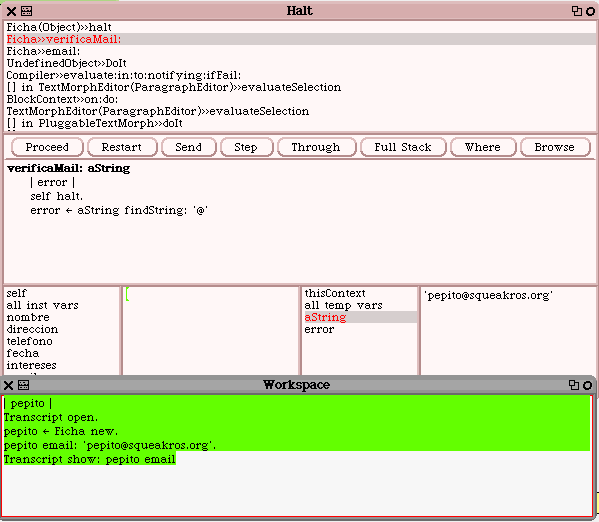 Halt
Ficha(Object)>>halt
Ficha>>verificaMail:
Ficha>>email:
UndefinedObject>>DoIt
Compiler>>evaluate:in:to:notifying:ifFail:
[] in TextMorphEditor(ParagraphEditor)>>evaluateSelection
BlockContext>>on:do:
TextMorphEditor(ParagraphEditor)>>evaluateSelection
[] in PluggableTextMorph>>doIt
Proceed Restart Send Step Through Full Stack Where Browse
verificaMail: aString
| error |
self halt.
error ← aString findString: '@'
self
all inst vars
nombre
direccion
telefono
fecha
intereses
thisContext
all temp vars
aString
error
'pepito@squeakros.org'
Workspace
| pepito |
Transcript open.
pepito ← Ficha new.
pepito email: 'pepito@squeakros.org'.
Transcript show: pepito email